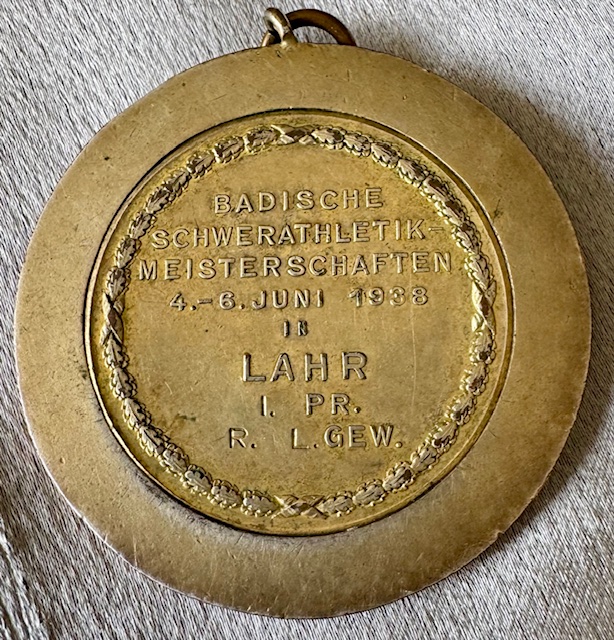 BADISCHE
SCHWERATHLETIK-
MEISTERSCHAFTEN
4.-6. JUNI 1938
IN
LAHR
I. PR.
R. L. GEW.